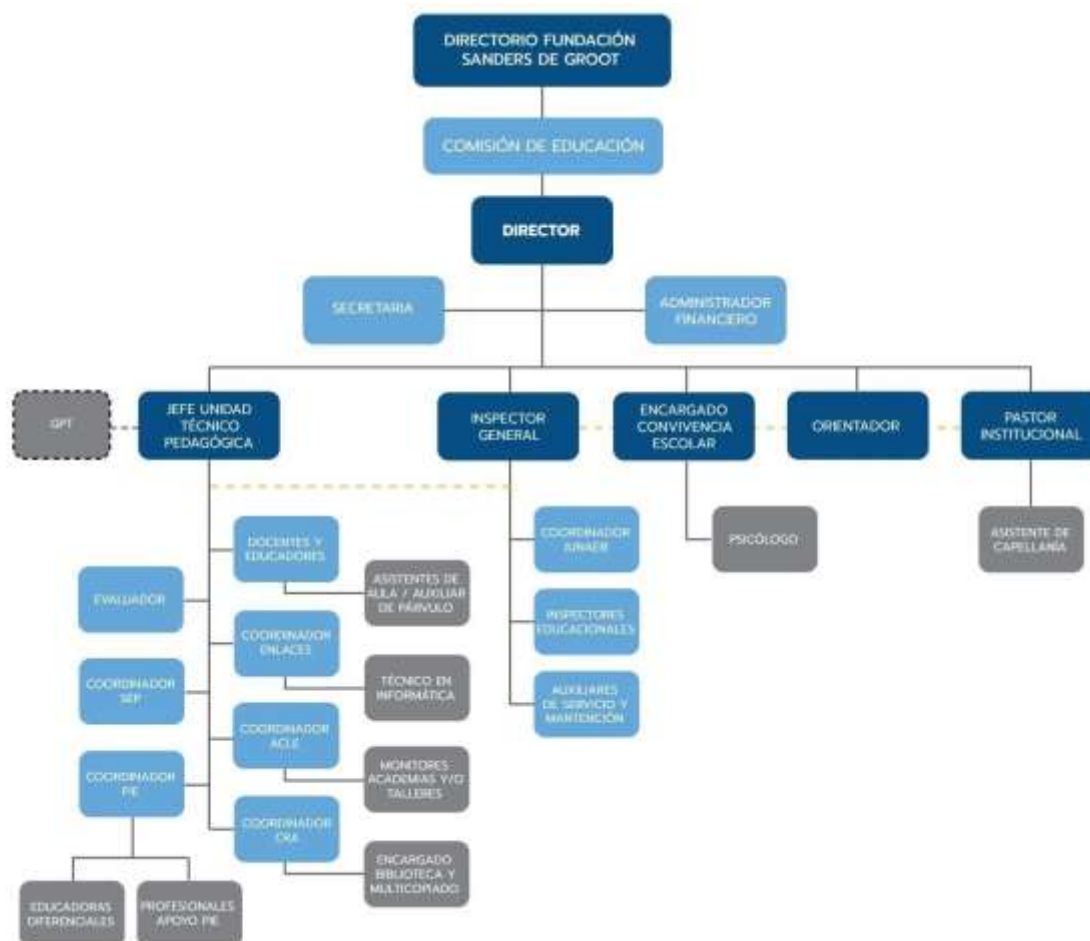 DIRECTORIO FUNDACIÓN
SANDERS DE GROOT
COMISIÓN DE EDUCACIÓN
DIRECTOR
SECRETARIA
ADMINISTRADOR
FINANCIERO
GPT
JEFE UNIDAD
TÉCNICO
PEDAGÓGICA
INSPECTOR
GENERAL
ENCARGADO
CONVIVENCIA
ESCOLAR
ORIENTADOR
PASTOR
INSTITUCIONAL
DOCENTES Y
EDUCADORES
ASISTENTES DE
AULA / AUXILIAR
DE PÁRVULO
EVALUADOR
COORDINADOR
ENLACES
TÉCNICO EN
INFORMÁTICA
COORDINADOR
SEP
COORDINADOR
ACLE
MONITORES
ACADEMIAS Y/O
TALLERES
COORDINADOR
PIE
COORDINADOR
CRA
ENCARGADO
BIBLIOTECA Y
MULTICOPIADO
EDUCADORAS
DIFERENCIALES
PROFESIONALES
APOYO PIE
COORDINADOR
JUNAEB
INSPECTORES
EDUCACIONALES
AUXILIARES
DE SERVICIO Y
MANTENCIÓN
PSICÓLOGO
ASISTENTE DE
CAPELLANÍA